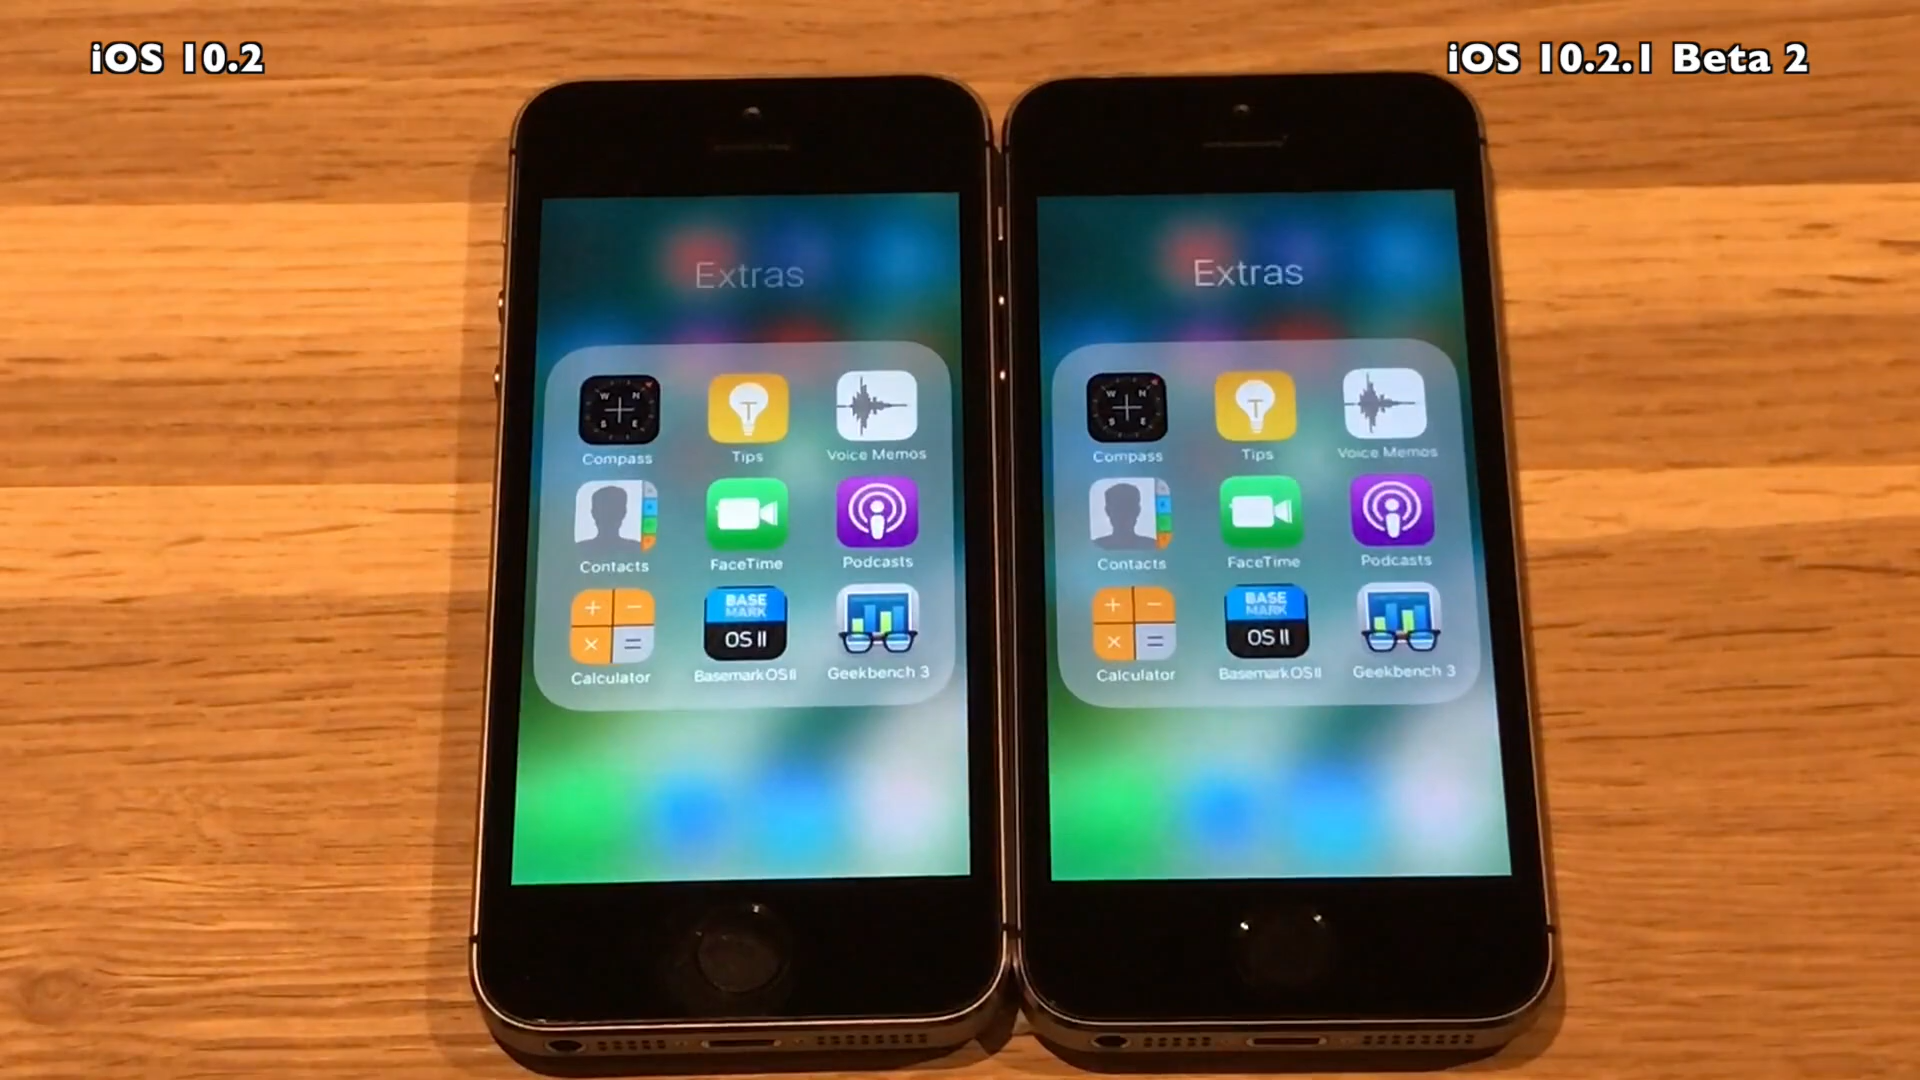 iOS 10.2
iOS 10.2.1 Beta 2
Extras
W N
S E
Compass
Tips
Voice Memos
Contacts
FaceTime
Podcasts
Calculator
BASE
MARK
OS II
BasemarkOSII
Geekbench 3
Extras
W N
S E
Compass
Tips
Voice Memos
Contacts
FaceTime
Podcasts
Calculator
BASE
MARK
OS II
BasemarkOSII
Geekbench 3